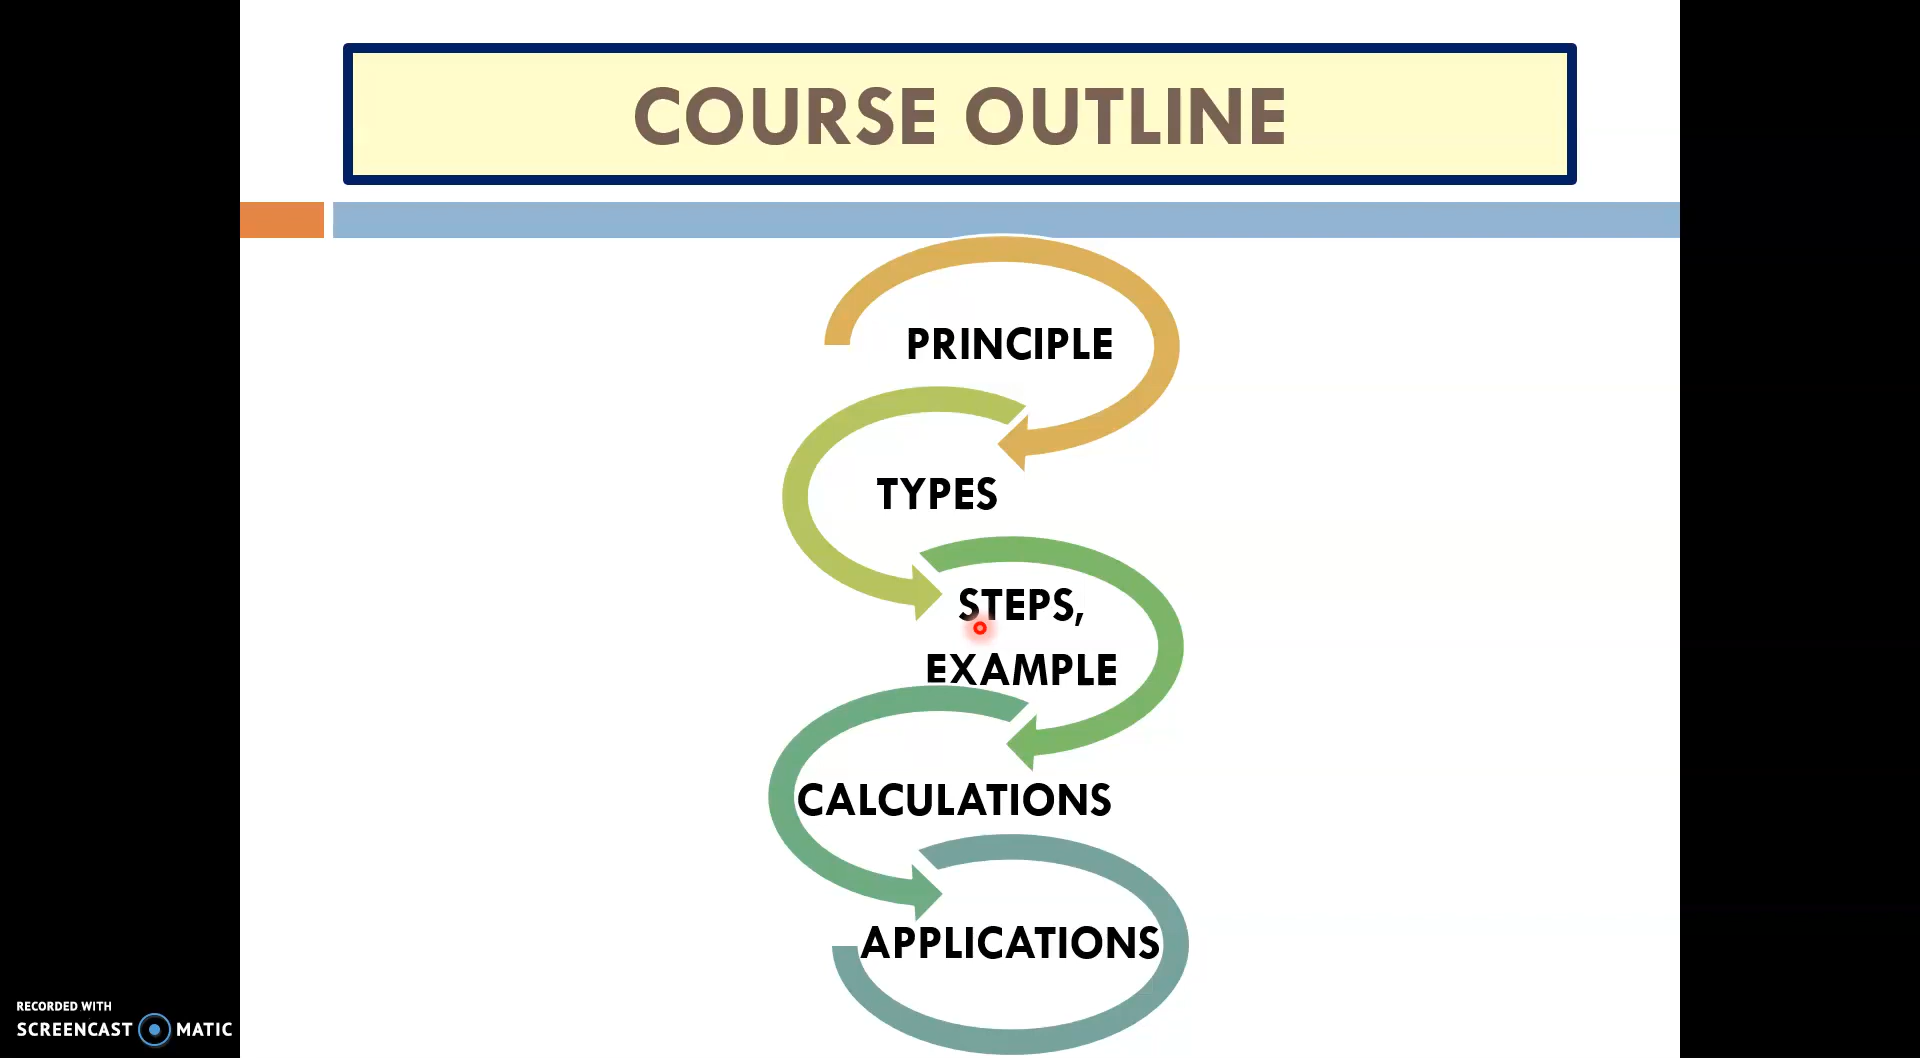 COURSE OUTLINE
PRINCIPLE
TYPES
STEPS,
EXAMPLE
CALCULATIONS
APPLICATIONS
RECORDED WITH
SCREENCAST MATIC